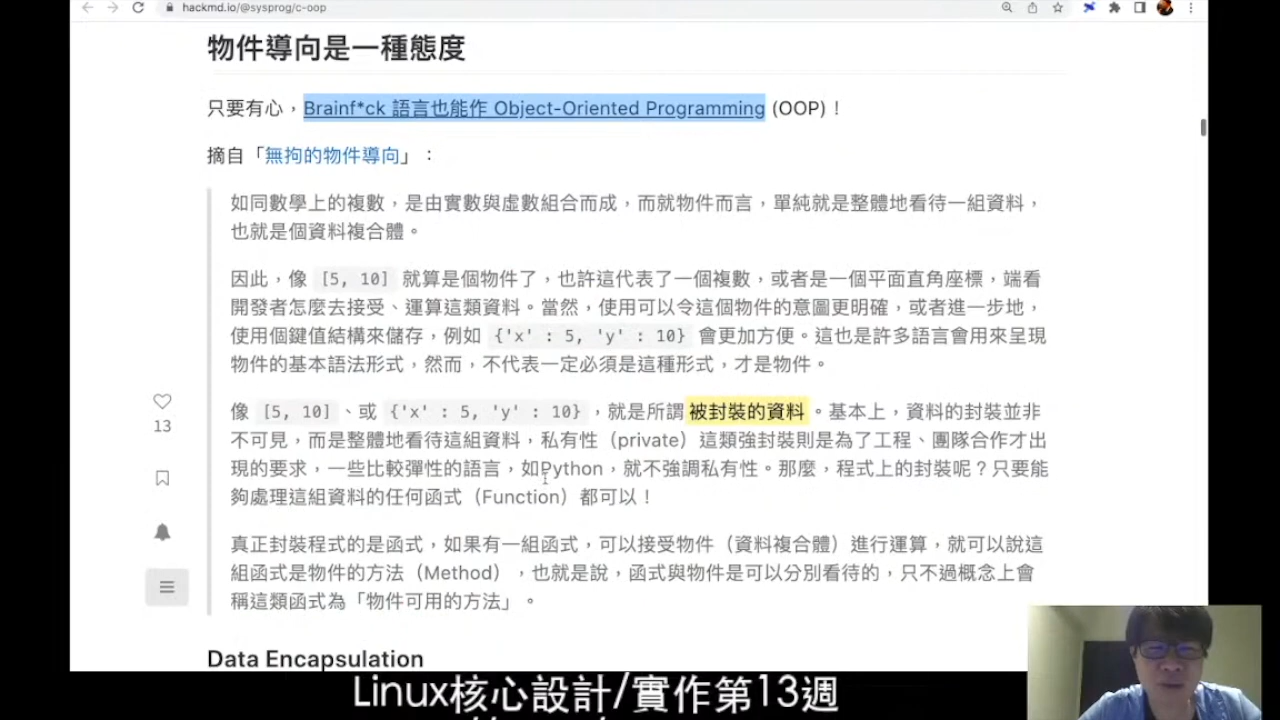 hackmd.io/@sysprog/c-oop
物件導向是一種態度
只要有心，Brainf*ck 語言也能作 Object-Oriented Programming (OOP)！
摘自「無拘的物件導向」：
如同數學上的複數，是由實數與虛數組合而成，而就物件而言，單純就是整體地看待一組資料，
也就是個資料複合體。
因此，像 [5, 10] 就算是個物件了，也許這代表了一個複數，或者是一個平面直角座標，端看
開發者怎麼去接受、運算這類資料。當然，使用可以令這個物件的意圖更明確，或者進一步地，
使用個鍵值結構來儲存，例如 {'x' : 5, 'y' : 10} 會更加方便。這也是許多語言會用來呈現
物件的基本語法形式，然而，不代表一定必須是這種形式，才是物件。
像 [5, 10]、或 {'x' : 5, 'y' : 10}，就是所謂被封裝的資料。基本上，資料的封裝並非
不可見，而是整體地看待這組資料，私有性（private）這類強封裝則是為了工程、團隊合作才出
現的要求，一些比較彈性的語言，如Python，就不強調私有性。那麼，程式上的封裝呢？只要能
夠處理這組資料的任何函式（Function）都可以！
13
真正封裝程式的是函式，如果有一組函式，可以接受物件（資料複合體）進行運算，就可以說這
組函式是物件的方法（Method），也就是說，函式與物件是可以分別看待的，只不過概念上會
稱這類函式為「物件可用的方法」。
Data Encapsulation
Linux核心設計/實作第13週